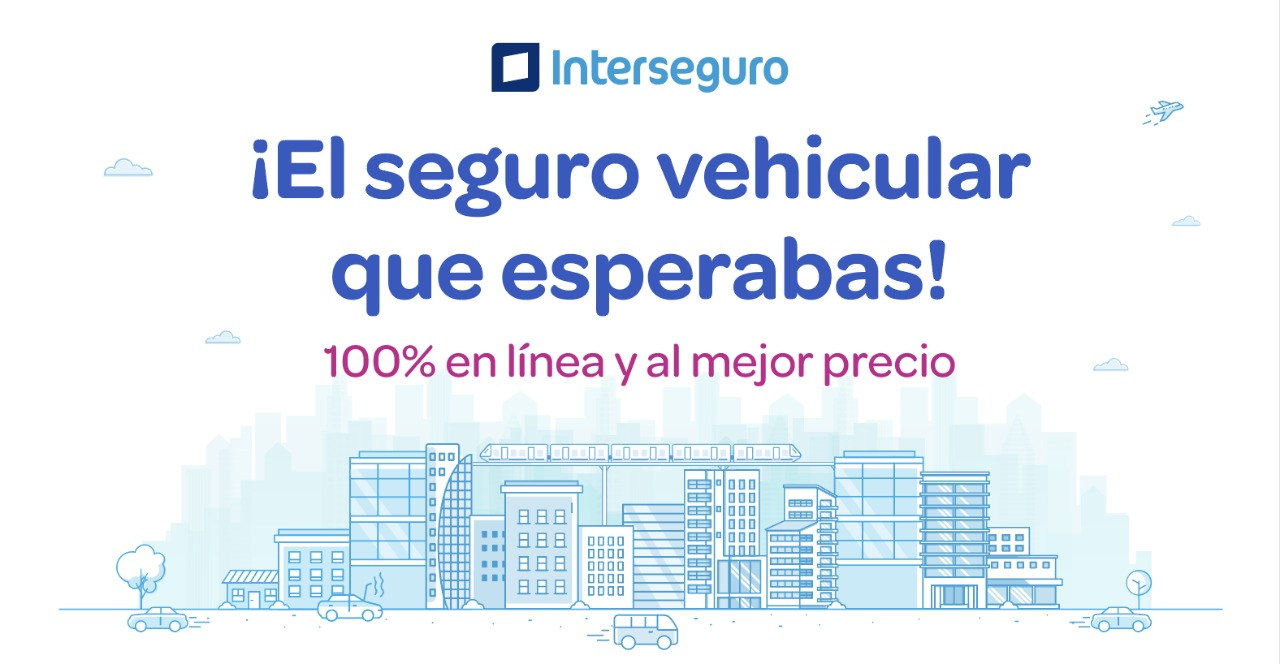 Interseguro
¡El seguro vehicular
que esperabas!
100% en línea y al mejor precio